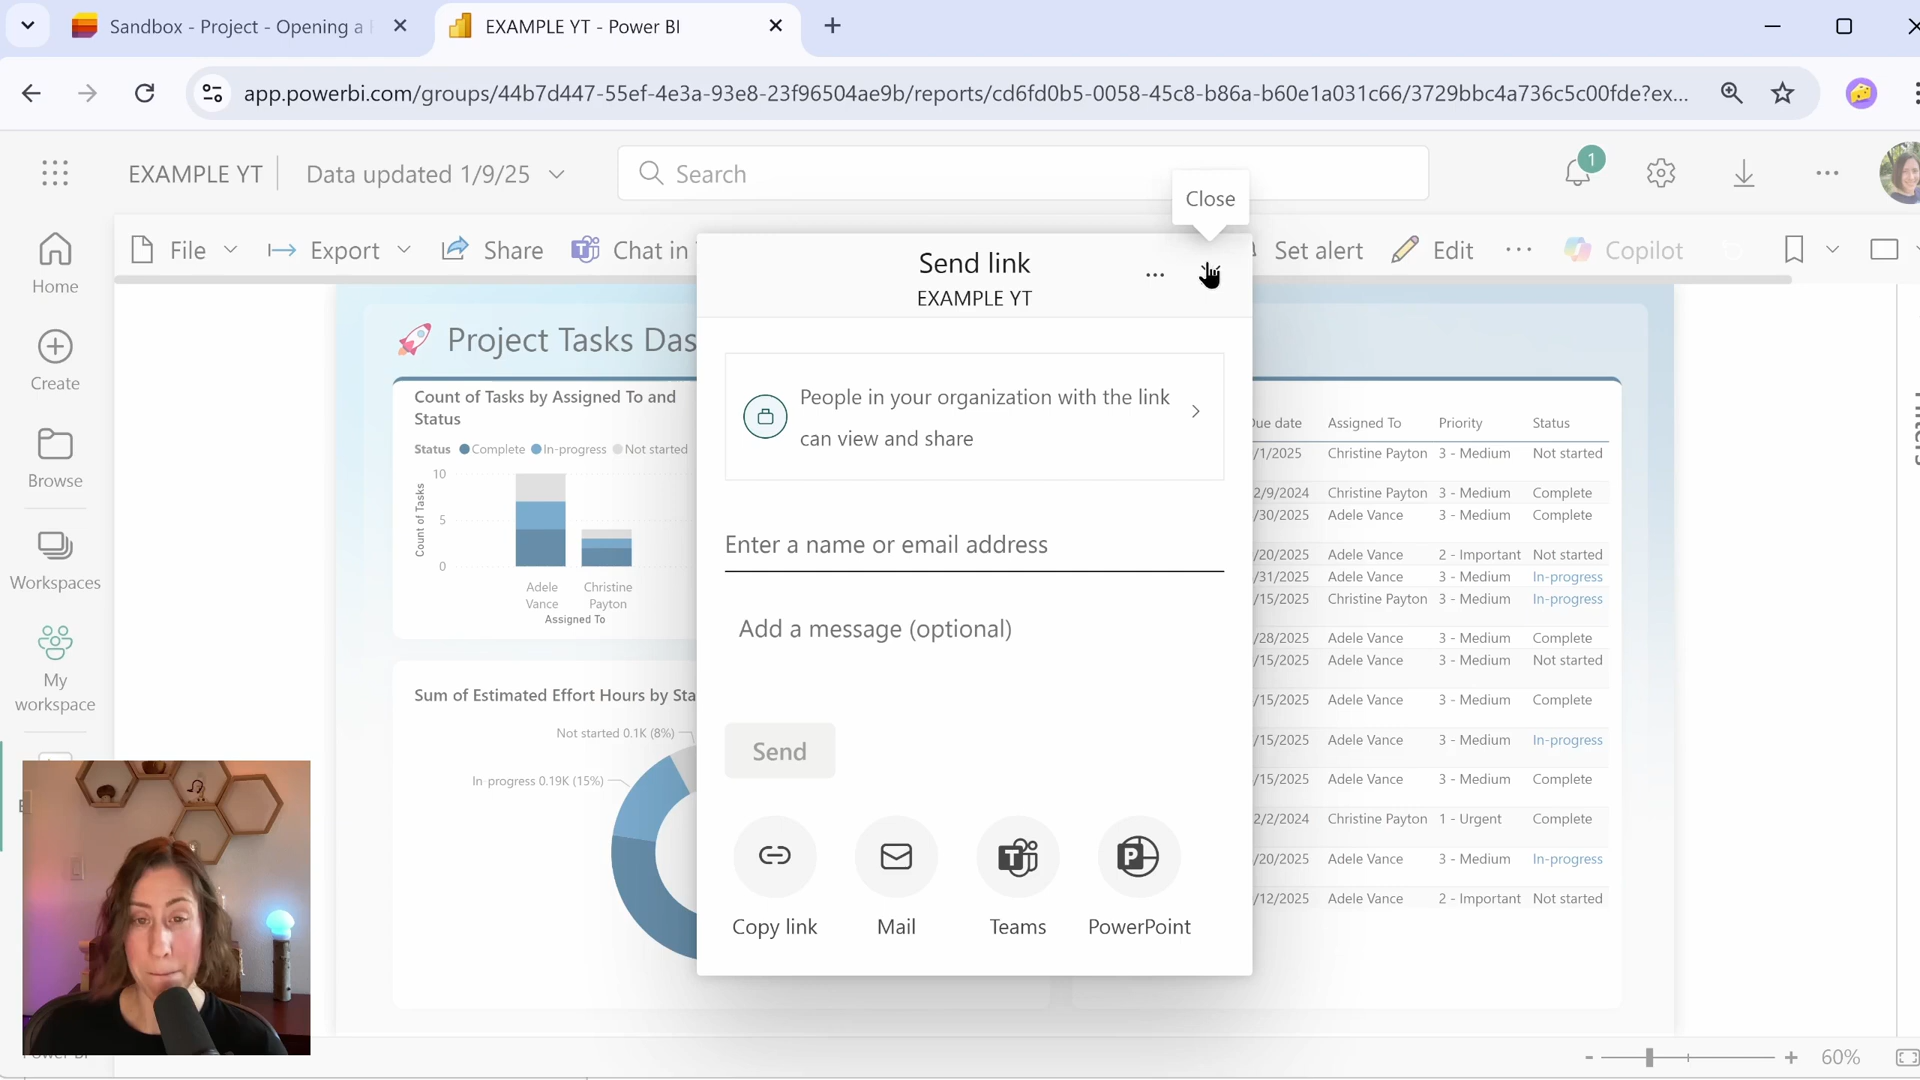 Sandbox - Project - Opening a
EXAMPLE YT - Power BI
app.powerbi.com/groups/44b7d447-55ef-4e3a-93e8-23f96504ae9b/reports/cd6fd0b5-0058-45c8-b86a-b60e1a031c66/3729bbc4a736c5c00fde?ex...
EXAMPLE YT
Data updated 1/9/25
Search
1
Close
File
Export
Share
Chat in
Set alert
Edit
Copilot
Home
Create
Browse
Workspaces
My
workspace
Project Tasks Das
Count of Tasks by Assigned To and
Status
Status Complete In-progress Not started
Count of Tasks
10
5
0
Adele
Vance
Christine
Payton
Assigned To
Sum of Estimated Effort Hours by Sta
Not started 0.1K (8%)
In-progress 0.19K (15%)
Send link
EXAMPLE YT
People in your organization with the link
can view and share
Enter a name or email address
Add a message (optional)
Send
Copy link
Mail
Teams
PowerPoint
Due date Assigned To Priority Status
/1/2025 Christine Payton 3 - Medium Not started
2/9/2024 Christine Payton 3 - Medium Complete
/30/2025 Adele Vance 3 - Medium Complete
/20/2025 Adele Vance 2 - Important Not started
/31/2025 Adele Vance 3 - Medium In-progress
/15/2025 Christine Payton 3 - Medium In-progress
/28/2025 Adele Vance 3 - Medium Complete
/15/2025 Adele Vance 3 - Medium Not started
/15/2025 Adele Vance 3 - Medium Complete
/15/2025 Adele Vance 3 - Medium In-progress
/15/2025 Adele Vance 3 - Medium Complete
2/2/2024 Christine Payton 1 - Urgent Complete
/20/2025 Adele Vance 3 - Medium In-progress
/12/2025 Adele Vance 2 - Important Not started
60%